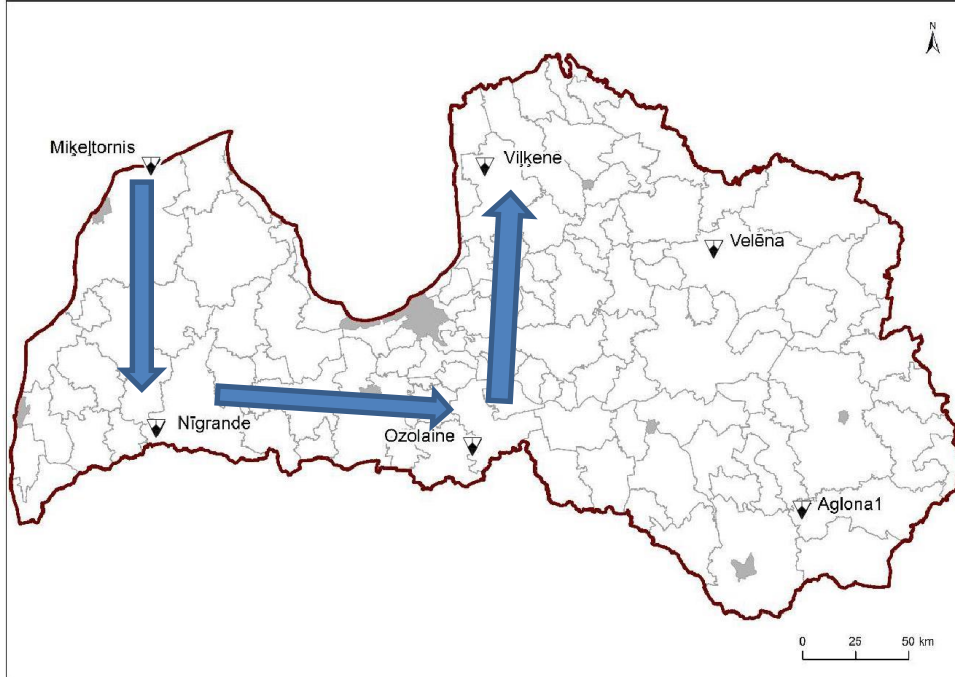 N
Miķeļtornis
Viļķene
Velēna
Nīgrande
Ozolaine
Aglona1
0 25 50 km